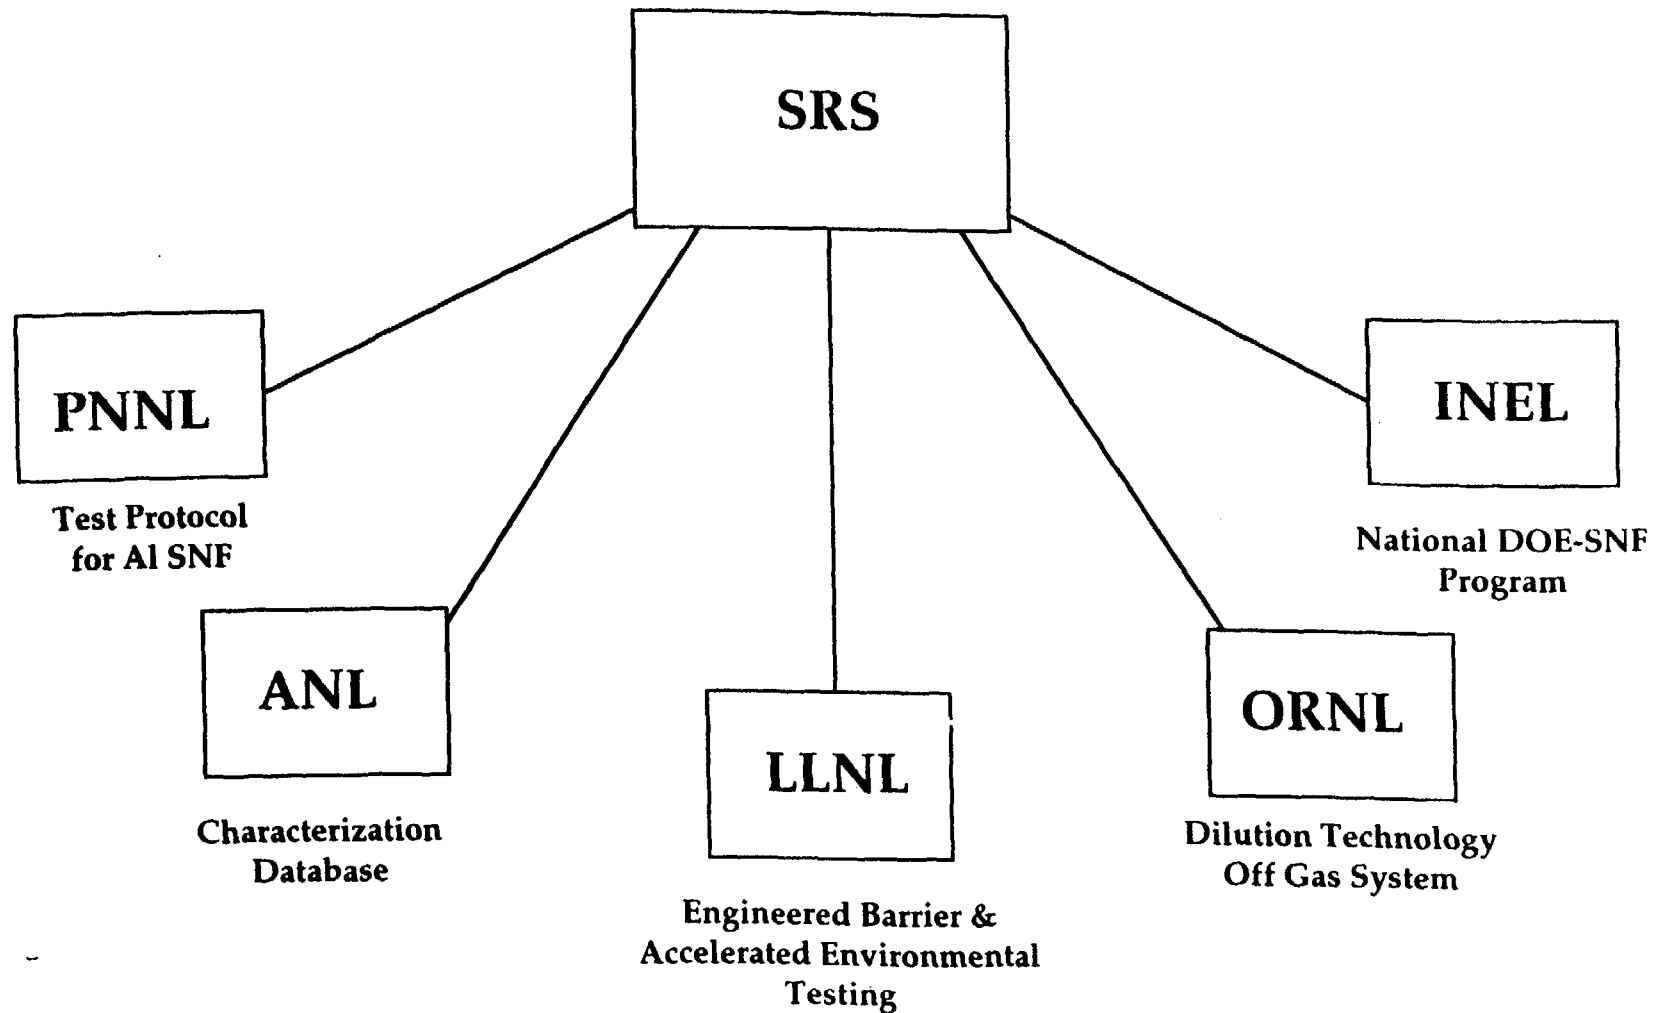 SRS
PNNL
Test Protocol
for Al SNF
INEL
National DOE-SNF
Program
ANL
Characterization
Database
LLNL
Engineered Barrier &
Accelerated Environmental
Testing
ORNL
Dilution Technology
Off Gas System